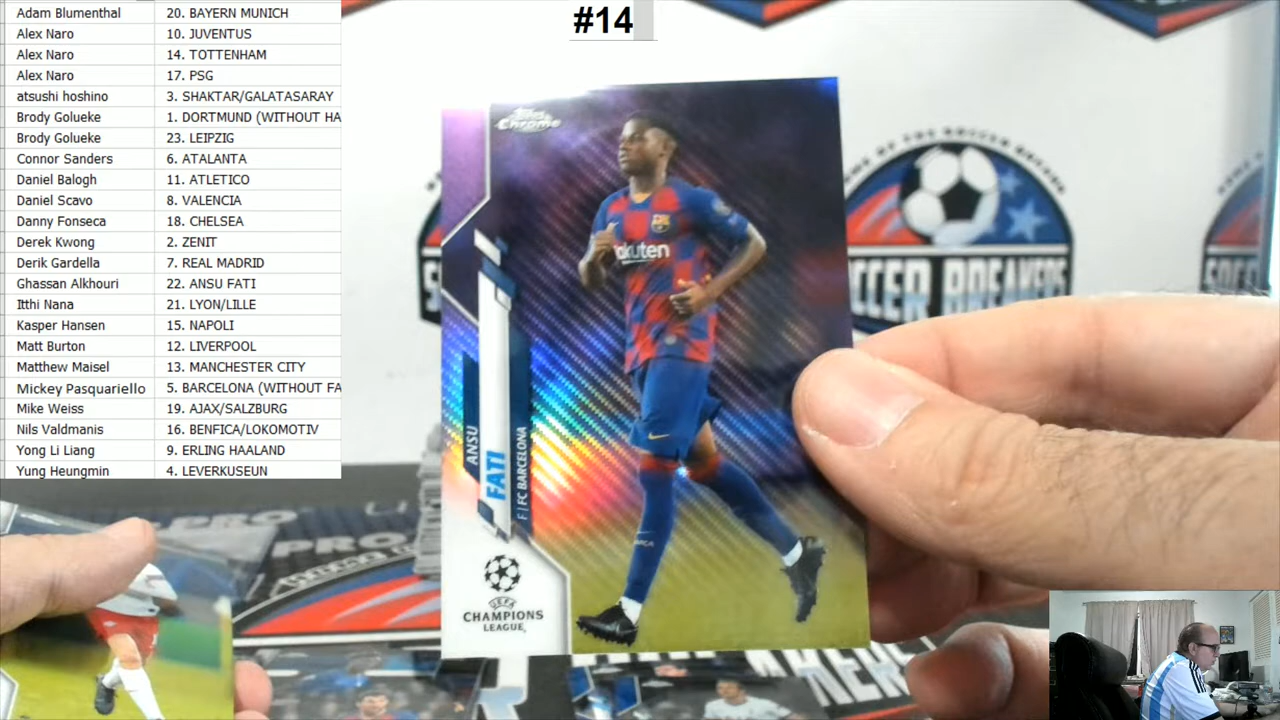 #14
Adam Blumenthal 20. BAYERN MUNICH
Alex Naro 10. JUVENTUS
Alex Naro 14. TOTTENHAM
Alex Naro 17. PSG
atsushi hoshino 3. SHAKTAR/GALATASARAY
Brody Golueke 1. DORTMUND (WITHOUT HA
Brody Golueke 23. LEIPZIG
Connor Sanders 6. ATALANTA
Daniel Balogh 11. ATLETICO
Daniel Scavo 8. VALENCIA
Danny Fonseca 18. CHELSEA
Derek Kwong 2. ZENIT
Derik Gardella 7. REAL MADRID
Ghassan Alkhouri 22. ANSU FATI
Itthi Nana 21. LYON/LILLE
Kasper Hansen 15. NAPOLI
Matt Burton 12. LIVERPOOL
Matthew Maisel 13. MANCHESTER CITY
Mickey Pasquariello 5. BARCELONA (WITHOUT FA
Mike Weiss 19. AJAX/SALZBURG
Nils Valdmanis 16. BENFICA/LOKOMOTIV
Yong Li Liang 9. ERLING HAALAND
Yung Heungmin 4. LEVERKUSEUN
Topps
Chrome
Rakuten
ANSU
FATI
F | FC BARCELONA
UEFA
CHAMPIONS
LEAGUE
CCER BREAKERS